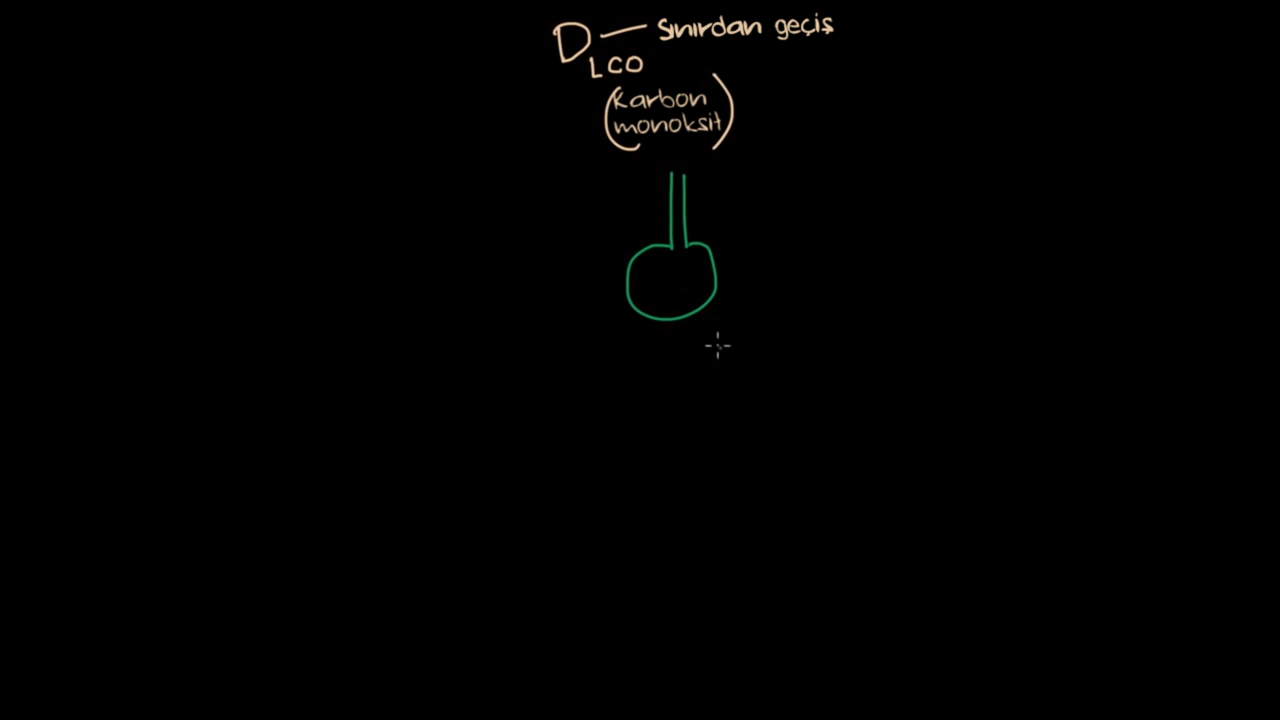 D — Sınırdan geçiş
LCO
(karbon
monoksit)